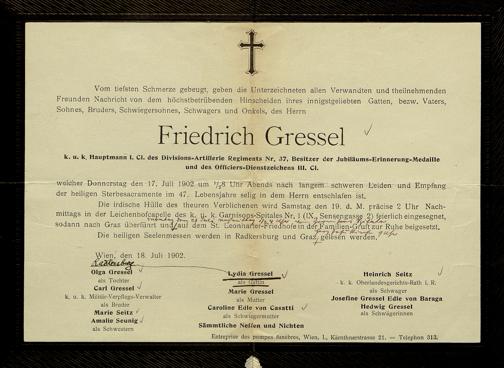 Vom tiefsten Schmerze gebeugt, geben die Unterzeichneten allen Verwandten und theilnehmenden
Freunden Nachricht von dem höchstbetrübenden Hinscheiden ihres innigstgeliebten Gatten, bezw. Vaters,
Sohnes, Bruders, Schwiegersohnes, Schwagers und Onkels, des Herrn
Friedrich Gressel
k. u. k. Hauptmann I. Cl. des Divisions-Artillerie Regiments Nr. 37, Besitzer der Jubiläums-Erinnerung-Medaille
und des Officiers-Dienstzeichens III. Cl.
welcher Donnerstag den 17. Juli 1902 um 8 Uhr Abends nach langem schweren Leiden und Empfang
der heiligen Sterbesacramente im 47. Lebensjahre selig in dem Herrn entschlafen ist.
Die irdische Hülle des theuren Verblichenen wird Samstag den 19. d. M. präcise 2 Uhr Nach-
mittags in der Leichenhofcapelle des k. u. k. Garnisons-Spitales Nr. 1 (IX., Sensengasse 2) feierlich eingesegnet,
sodann nach Graz überführt und auf dem St. Leonharter-Friedhofe in der Familien-Gruft zur Ruhe beigesetzt.
Die heiligen Seelenmessen werden in Radkersburg und Graz gelesen werden.
Wien, den 18. Juli 1902.
Radkersburg
Olga Gressel
als Tochter
Carl Gressel
k. u. k. Militär-Verpflegs-Verwalter
als Bruder
Marie Seitz
Amalie Seunig
als Schwestern
Lydia Gressel
als Gattin
Marie Gressel
als Mutter
Caroline Edle von Casatti
als Schwiegermutter
Sämmtliche Neffen und Nichten
Heinrich Seitz
k. k. Oberlandesgerichts-Rath i. R.
als Schwager
Josefine Gressel Edle von Baraga
Hedwig Gressel
als Schwägerinnen
Entreprise des pompes funèbres, Wien, I., Kärnthnerstrasse 21. — Telephon 313.